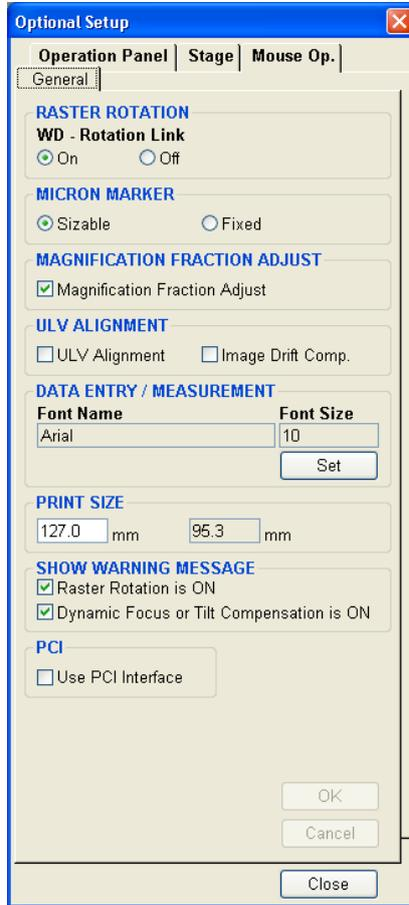 Optional Setup
Operation Panel Stage Mouse Op.
General
RASTER ROTATION
WD - Rotation Link
On Off
MICRON MARKER
Sizable Fixed
MAGNIFICATION FRACTION ADJUST
Magnification Fraction Adjust
ULV ALIGNMENT
ULV Alignment Image Drift Comp.
DATA ENTRY / MEASUREMENT
Font Name Font Size
Arial 10
Set
PRINT SIZE
127.0 mm 95.3 mm
SHOW WARNING MESSAGE
Raster Rotation is ON
Dynamic Focus or Tilt Compensation is ON
PCI
Use PCI Interface
OK
Cancel
Close